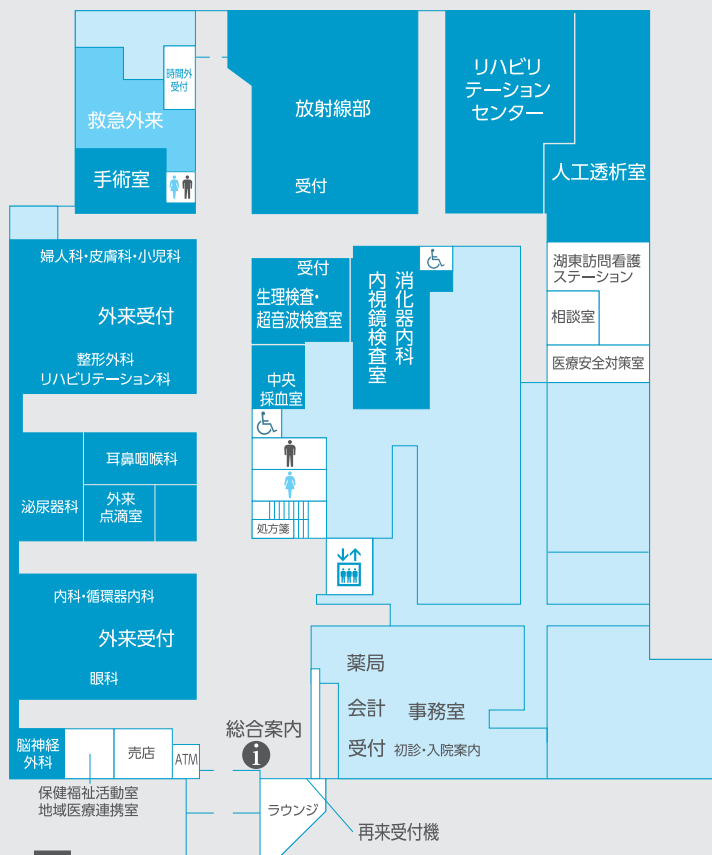 時間外
受付
救急外来
手術室
放射線部
受付
リハビリ
テーション
センター
人工透析室
婦人科・皮膚科・小児科
外来受付
整形外科
リハビリテーション科
受付
生理検査・
超音波検査室
消化器内科
内視鏡検査室
湖東訪問看護
ステーション
相談室
医療安全対策室
中央
採血室
耳鼻咽喉科
泌尿器科
外来
点滴室
処方箋
内科・循環器内科
外来受付
眼科
薬局
会計
事務室
受付
初診・入院案内
総合案内
i
脳神経
外科
売店
ATM
保健福祉活動室
地域医療連携室
ラウンジ
再来受付機